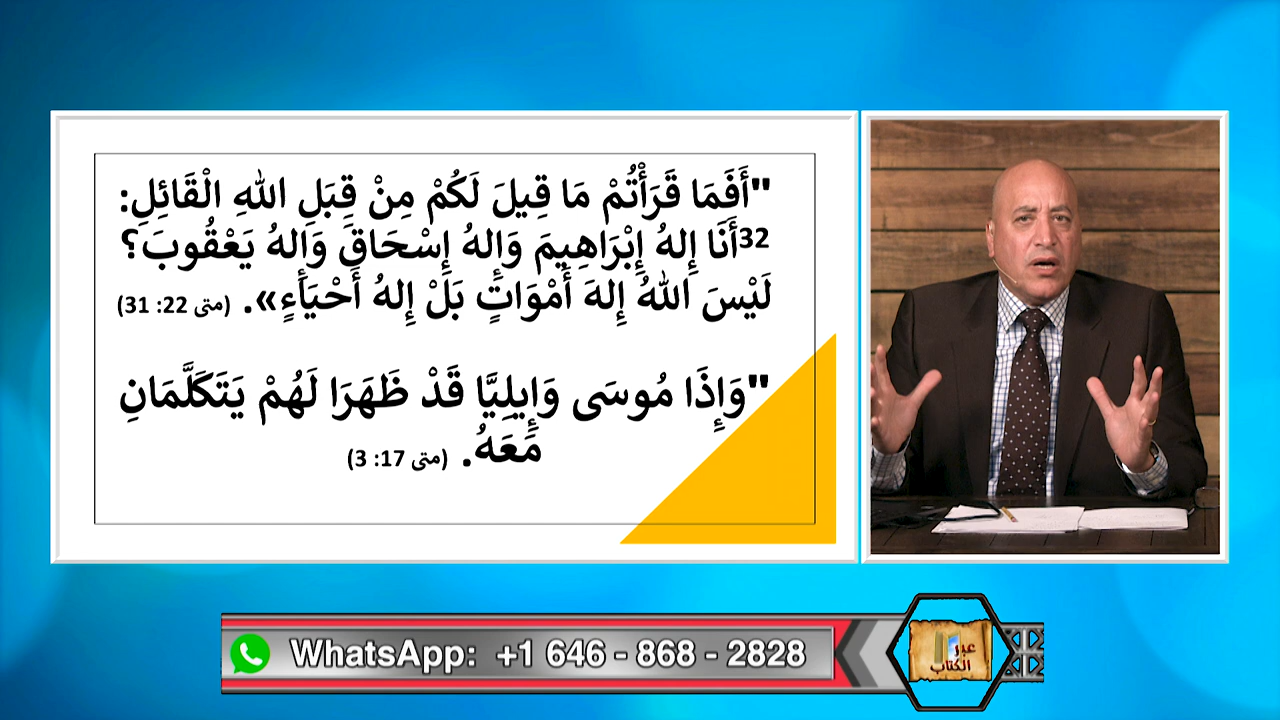 "أَفَمَا قَرَأْتُمْ مَا قِيلَ لَكُمْ مِنْ قِبَلِ اللهِ الْقَائِلِ:
32أَنَا إِلهُ إِبْرَاهِيمَ وَإِلهُ إِسْحَاقَ وَإِلهُ يَعْقُوبَ؟
لَيْسَ اللهُ إِلهَ أَمْوَاتٍ بَلْ إِلهُ أَحْيَاءٍ». (متى 22: 31)
"وَإِذَا مُوسَى وَإِيلِيَّا قَدْ ظَهَرَا لَهُمْ يَتَكَلَّمَانِ
مَعَهُ. (متى 17: 3)
WhatsApp: +1 646 - 868 - 2828
عبر
الكتاب